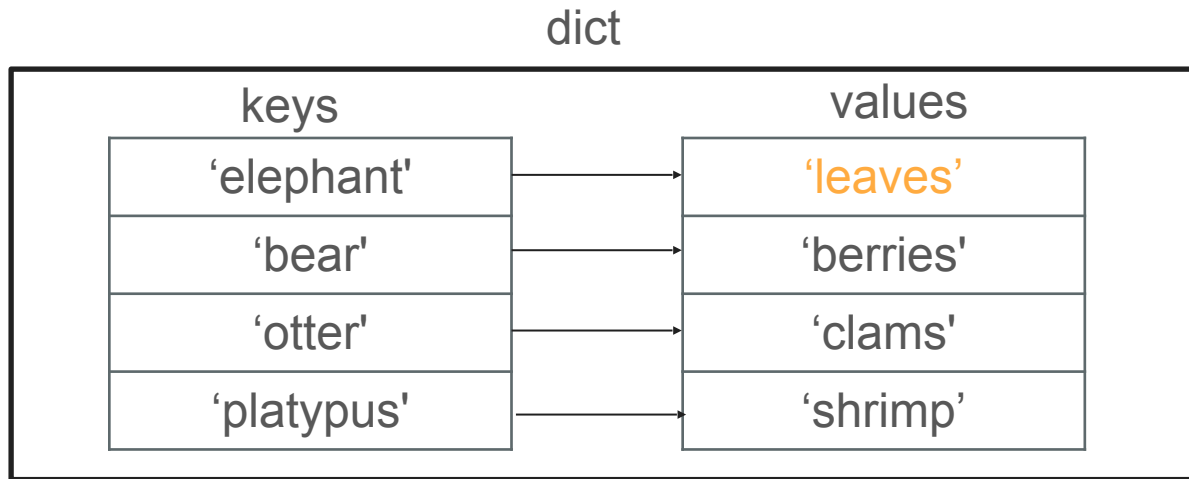 dict
keys values
‘elephant' ‘leaves’
‘bear' ‘berries'
‘otter' ‘clams'
‘platypus' ‘shrimp’